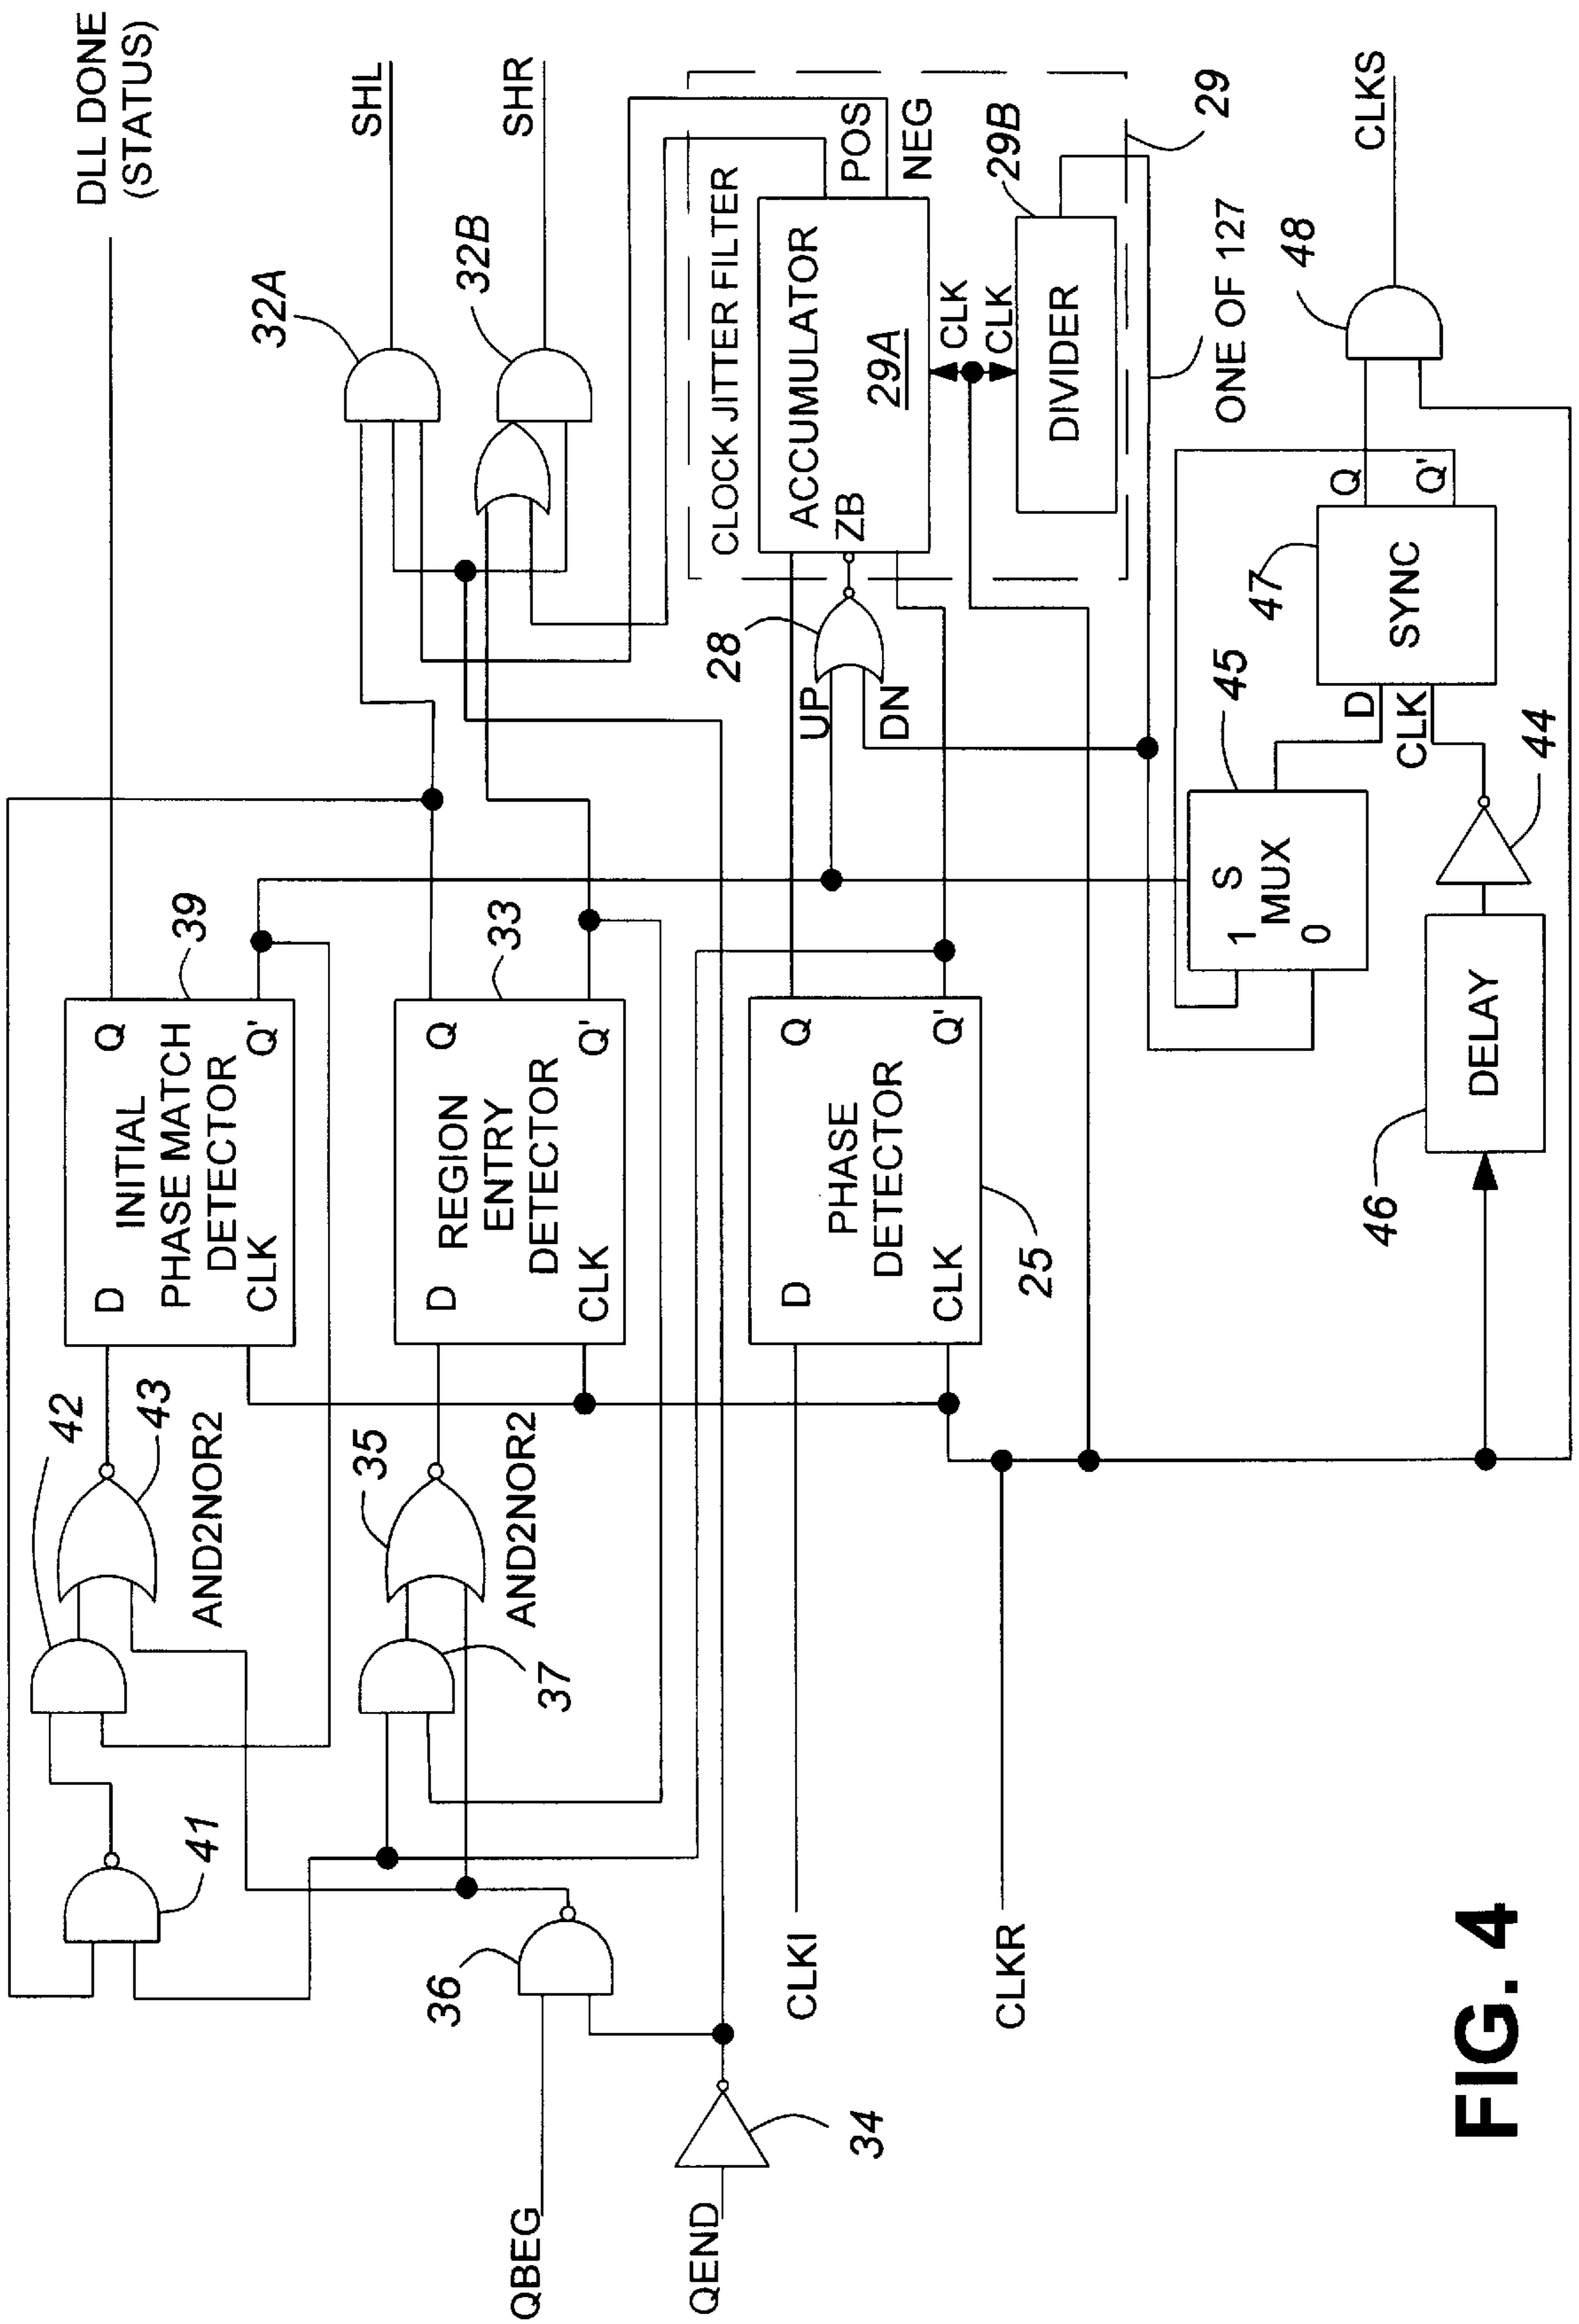 DLL DONE
(STATUS)
SHL
SHR
32A
32B
42
43
AND2NOR2
41
D
Q
INITIAL
PHASE MATCH
DETECTOR
CLK
Q'
39
35
AND2NOR2
37
D
Q
REGION
ENTRY
DETECTOR
CLK
Q'
33
36
QBEG
QEND
34
CLKI
CLKR
D
Q
PHASE
DETECTOR
CLK
Q'
25
28
UP
DN
CLOCK JITTER FILTER
ACCUMULATOR
ZB
29A
POS
NEG
CLK
CLK
29B
DIVIDER
29
ONE OF 127
45
1
S
MUX
0
46
DELAY
44
47
D
CLK
SYNC
Q
Q'
48
CLKS
FIG. 4